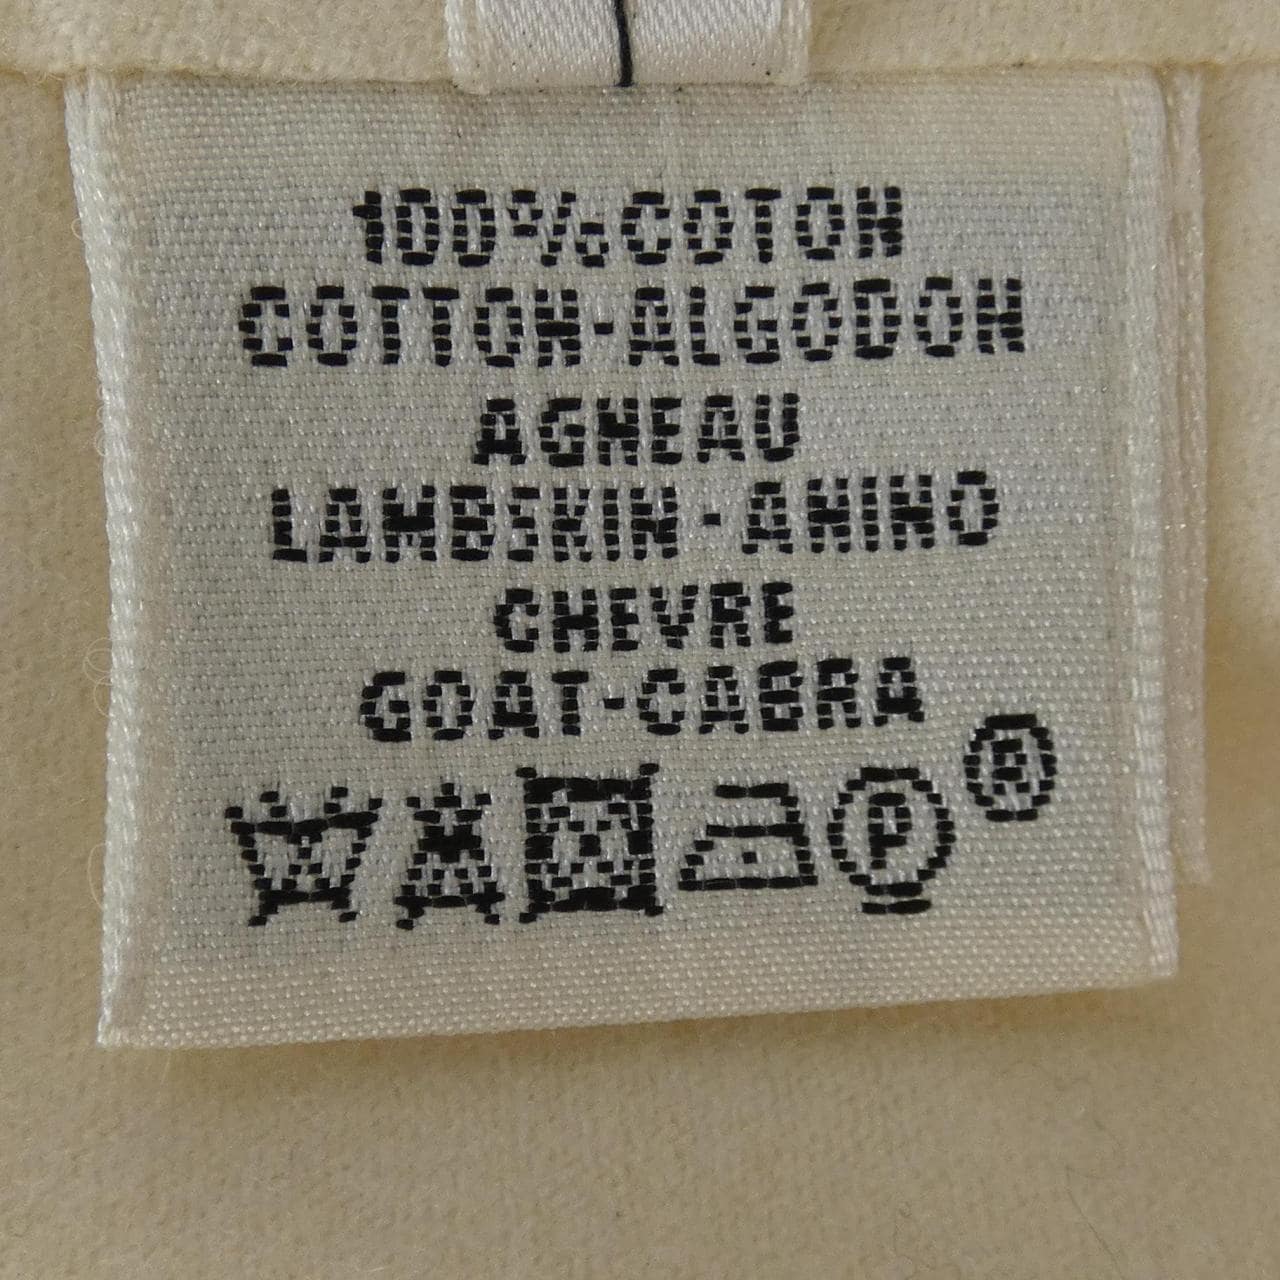 100% COTON
COTTON-ALGODON
AGNEAU
LAMBSKIN-ANINO
CHEVRE
GOAT-CABRA
P
®